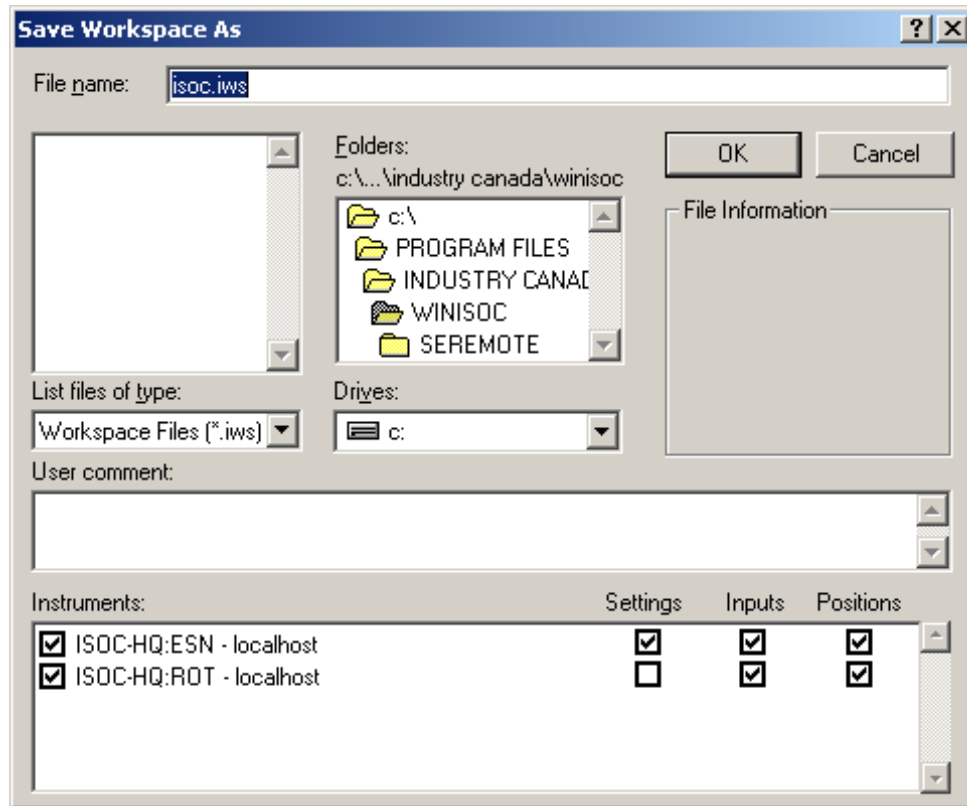 Save Workspace As
File name: isoc.iws
Folders:
c:\...\industry canada\winisoc
OK Cancel
c:\
PROGRAM FILES
INDUSTRY CANAD
WINISOC
SEREMOTE
File Information
List files of type:
Workspace Files (*.iws)
Drives:
c:
User comment:
Instruments: Settings Inputs Positions
ISOC-HQ:ESN - localhost
ISOC-HQ:ROT - localhost